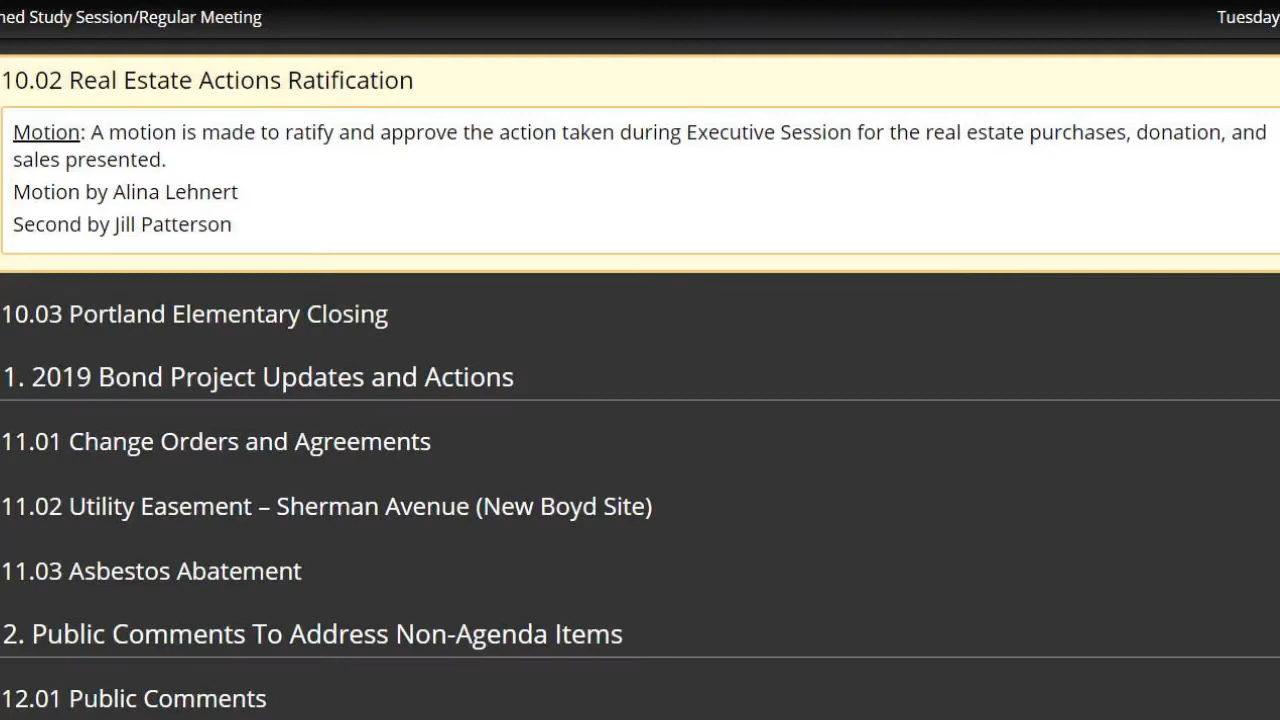 ned Study Session/Regular Meeting
Tuesday
10.02 Real Estate Actions Ratification
Motion: A motion is made to ratify and approve the action taken during Executive Session for the real estate purchases, donation, and
sales presented.
Motion by Alina Lehnert
Second by Jill Patterson
10.03 Portland Elementary Closing
1. 2019 Bond Project Updates and Actions
11.01 Change Orders and Agreements
11.02 Utility Easement – Sherman Avenue (New Boyd Site)
11.03 Asbestos Abatement
2. Public Comments To Address Non-Agenda Items
12.01 Public Comments